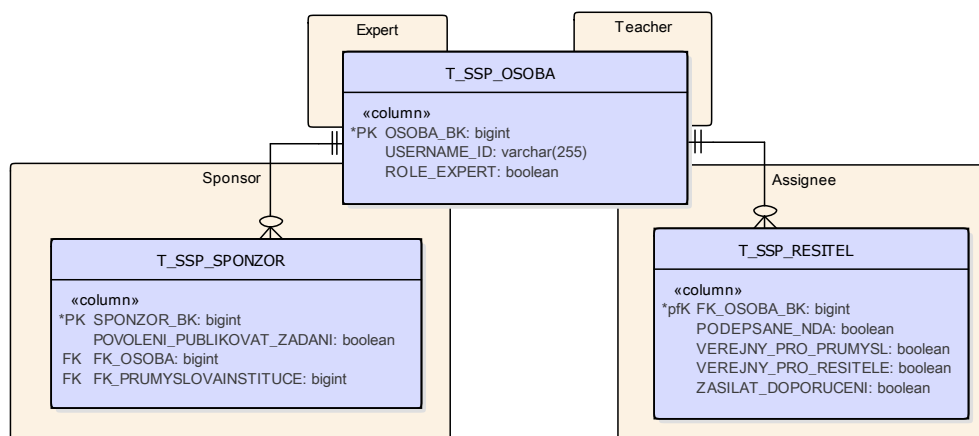 Expert
Teacher
T_SSP_OSOBA
«column»
*PK OSOBA_BK: bigint
USERNAME_ID: varchar(255)
ROLE_EXPERT: boolean
Sponsor
Assignee
T_SSP_SPONZOR
«column»
*PK SPONZOR_BK: bigint
POVOLENI_PUBLIKOVAT_ZADANI: boolean
FK FK_OSOBA: bigint
FK FK_PRUMYSLOVAINSTITUCE: bigint
T_SSP_RESITEL
«column»
*pfK FK_OSOBA_BK: bigint
PODEPSANE_NDA: boolean
VEREJNY_PRO_PRUMYSL: boolean
VEREJNY_PRO_RESITELE: boolean
ZASILAT_DOPORUCENI: boolean